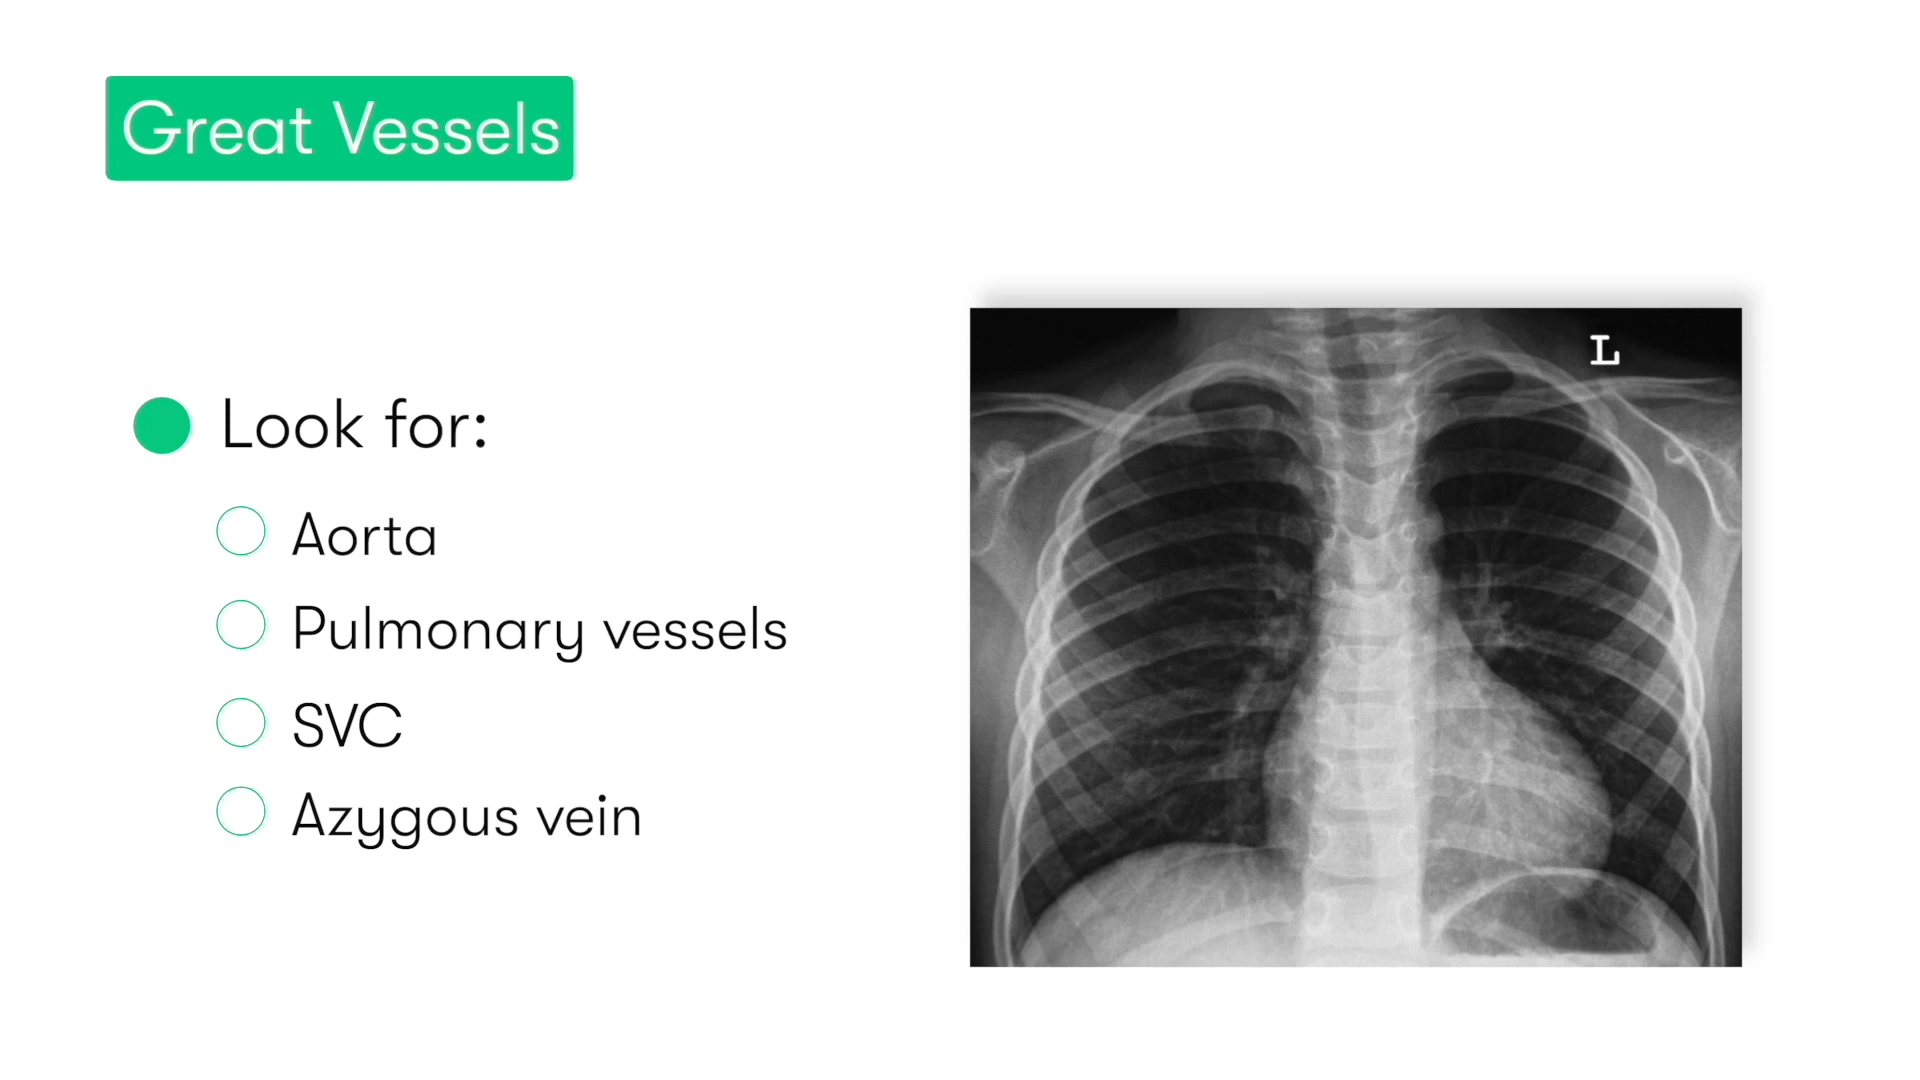 Great Vessels
Look for:
Aorta
Pulmonary vessels
SVC
Azygous vein
L